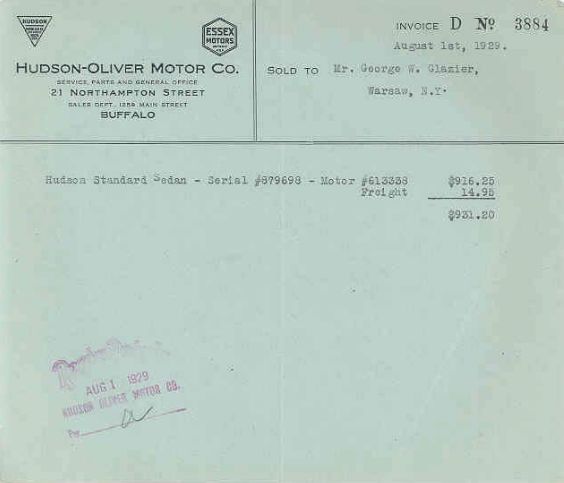 HUDSON
ESSEX
MOTORS
INVOICE D Nº 3884
August 1st, 1929.
HUDSON-OLIVER MOTOR CO.
SERVICE, PARTS AND GENERAL OFFICE
21 NORTHAMPTON STREET
SALES DEPT., 1256 MAIN STREET
BUFFALO
SOLD TO Mr. George W. Glazier,
Warsaw, N.Y.
Hudson Standard Sedan - Serial #879698 - Motor #613338 $916.25
Freight 14.95
$931.20
AUG 1 1929
HUDSON OLIVER MOTOR CO.
Per